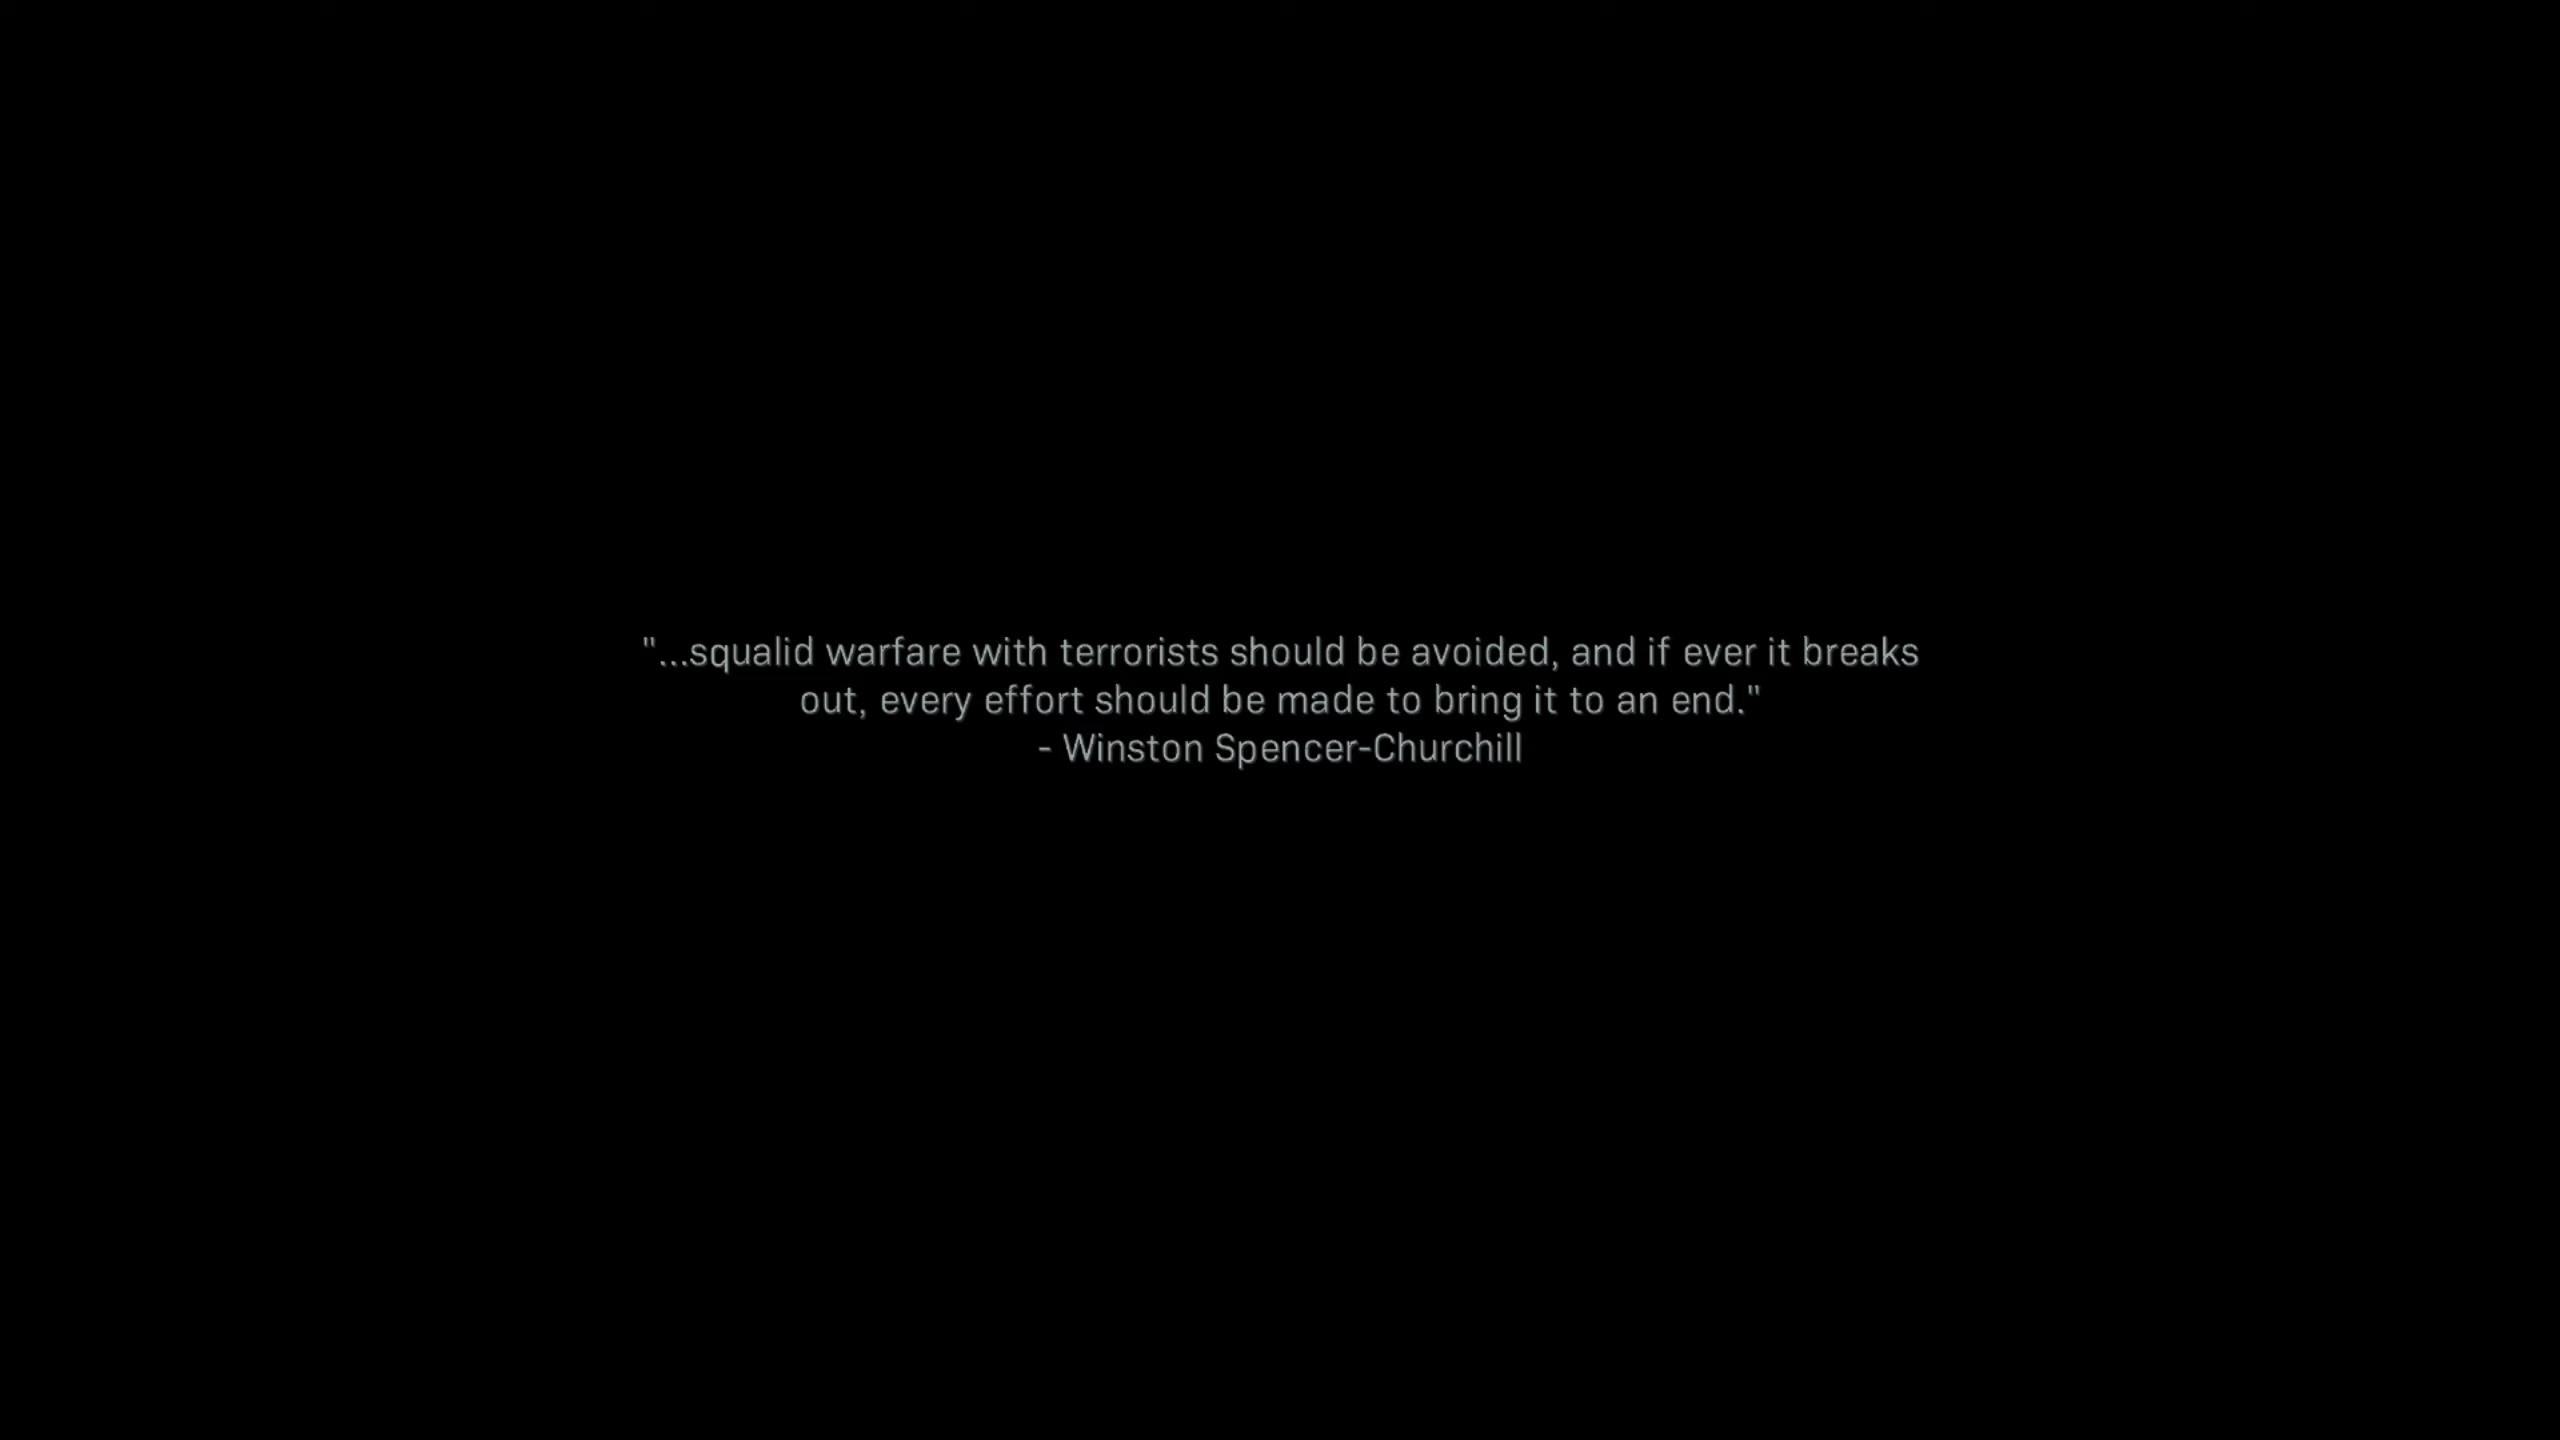 "...squalid warfare with terrorists should be avoided, and if ever it breaks
out, every effort should be made to bring it to an end."
- Winston Spencer-Churchill